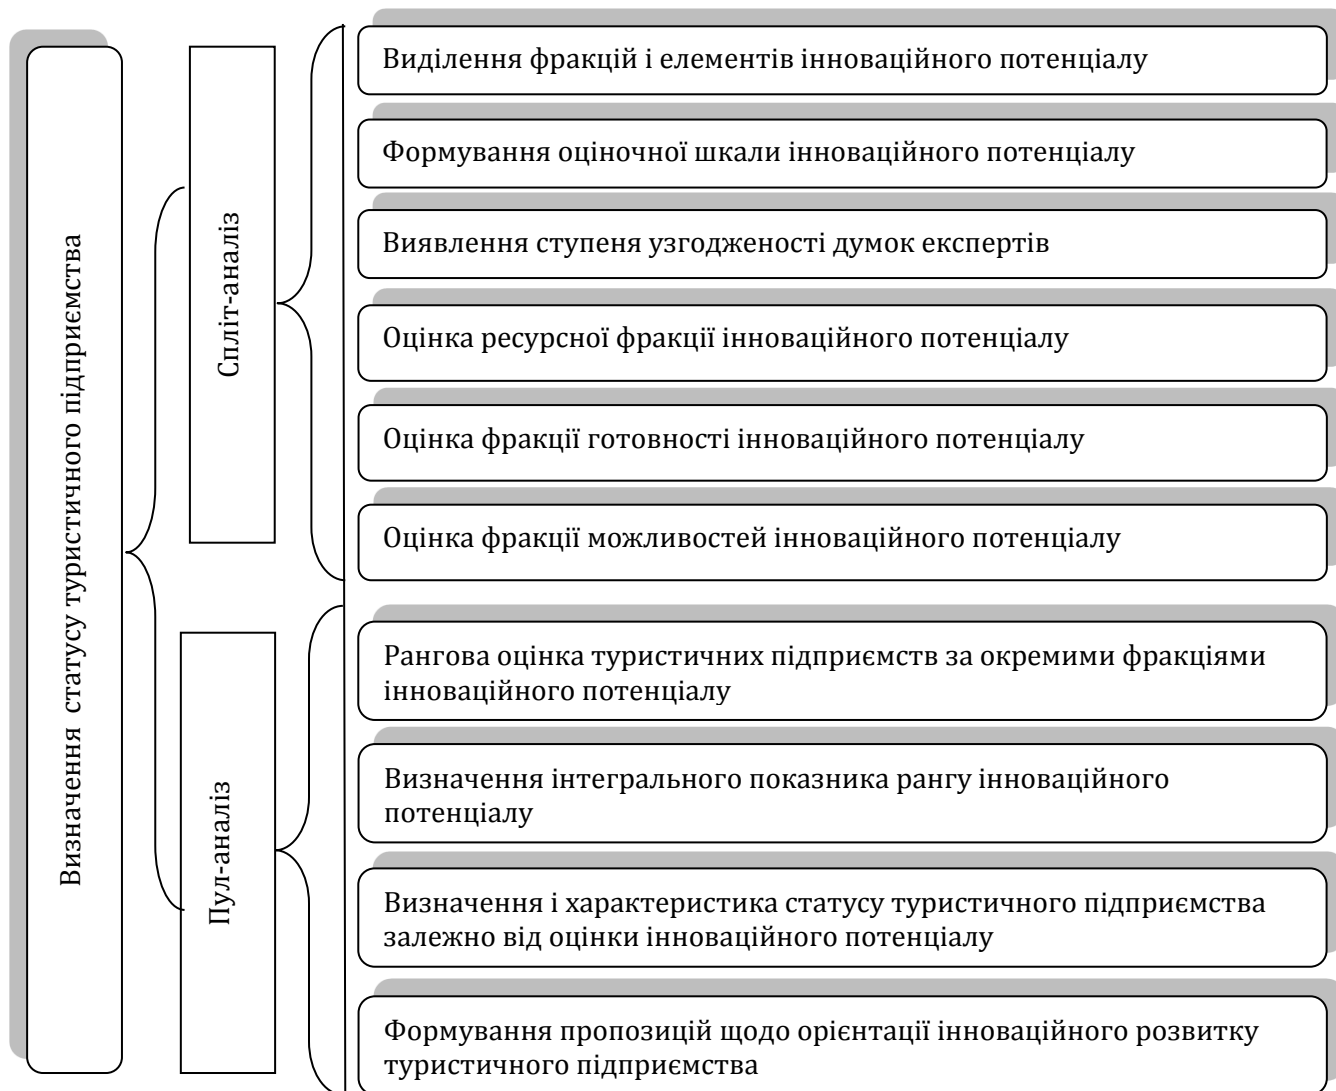 Визначення статусу туристичного підприємства
Спліт-аналіз
Виділення фракцій і елементів інноваційного потенціалу
Формування оціночної шкали інноваційного потенціалу
Виявлення ступеня узгодженості думок експертів
Оцінка ресурсної фракції інноваційного потенціалу
Оцінка фракції готовності інноваційного потенціалу
Оцінка фракції можливостей інноваційного потенціалу
Пул-аналіз
Рангова оцінка туристичних підприємств за окремими фракціями
інноваційного потенціалу
Визначення інтегрального показника рангу інноваційного
потенціалу
Визначення і характеристика статусу туристичного підприємства
залежно від оцінки інноваційного потенціалу
Формування пропозицій щодо орієнтації інноваційного розвитку
туристичного підприємства